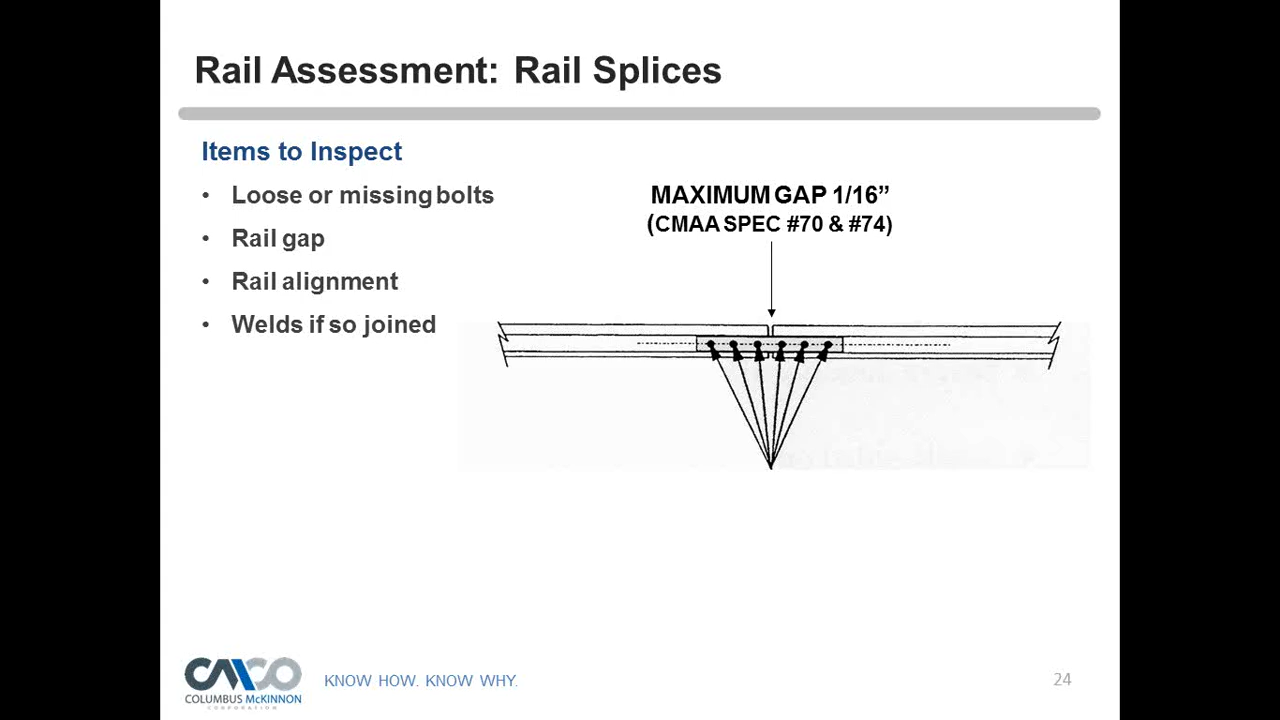 Rail Assessment: Rail Splices
Items to Inspect
• Loose or missing bolts
• Rail gap
• Rail alignment
• Welds if so joined
MAXIMUM GAP 1/16”
(CMAA SPEC #70 & #74)
CMCO
COLUMBUS McKINNON
CORPORATION
KNOW HOW. KNOW WHY.
24